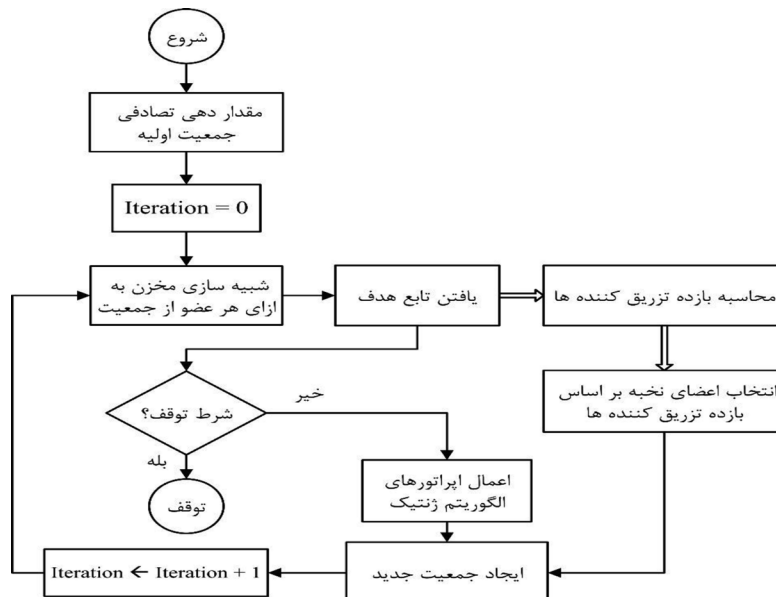 شروع
مقدار دهی تصادفی
جمعیت اولیه
Iteration = 0
شبیه سازی مخزن به
ازای هر عضو از جمعیت
یافتن تابع هدف
محاسبه بازده تزریق کننده ها
انتخاب اعضای نخبه بر اساس
بازده تزریق کننده ها
شرط توقف؟
خیر
بله
توقف
اعمال اپراتورهای
الگوریتم ژنتیک
ایجاد جمعیت جدید
Iteration ← Iteration + 1